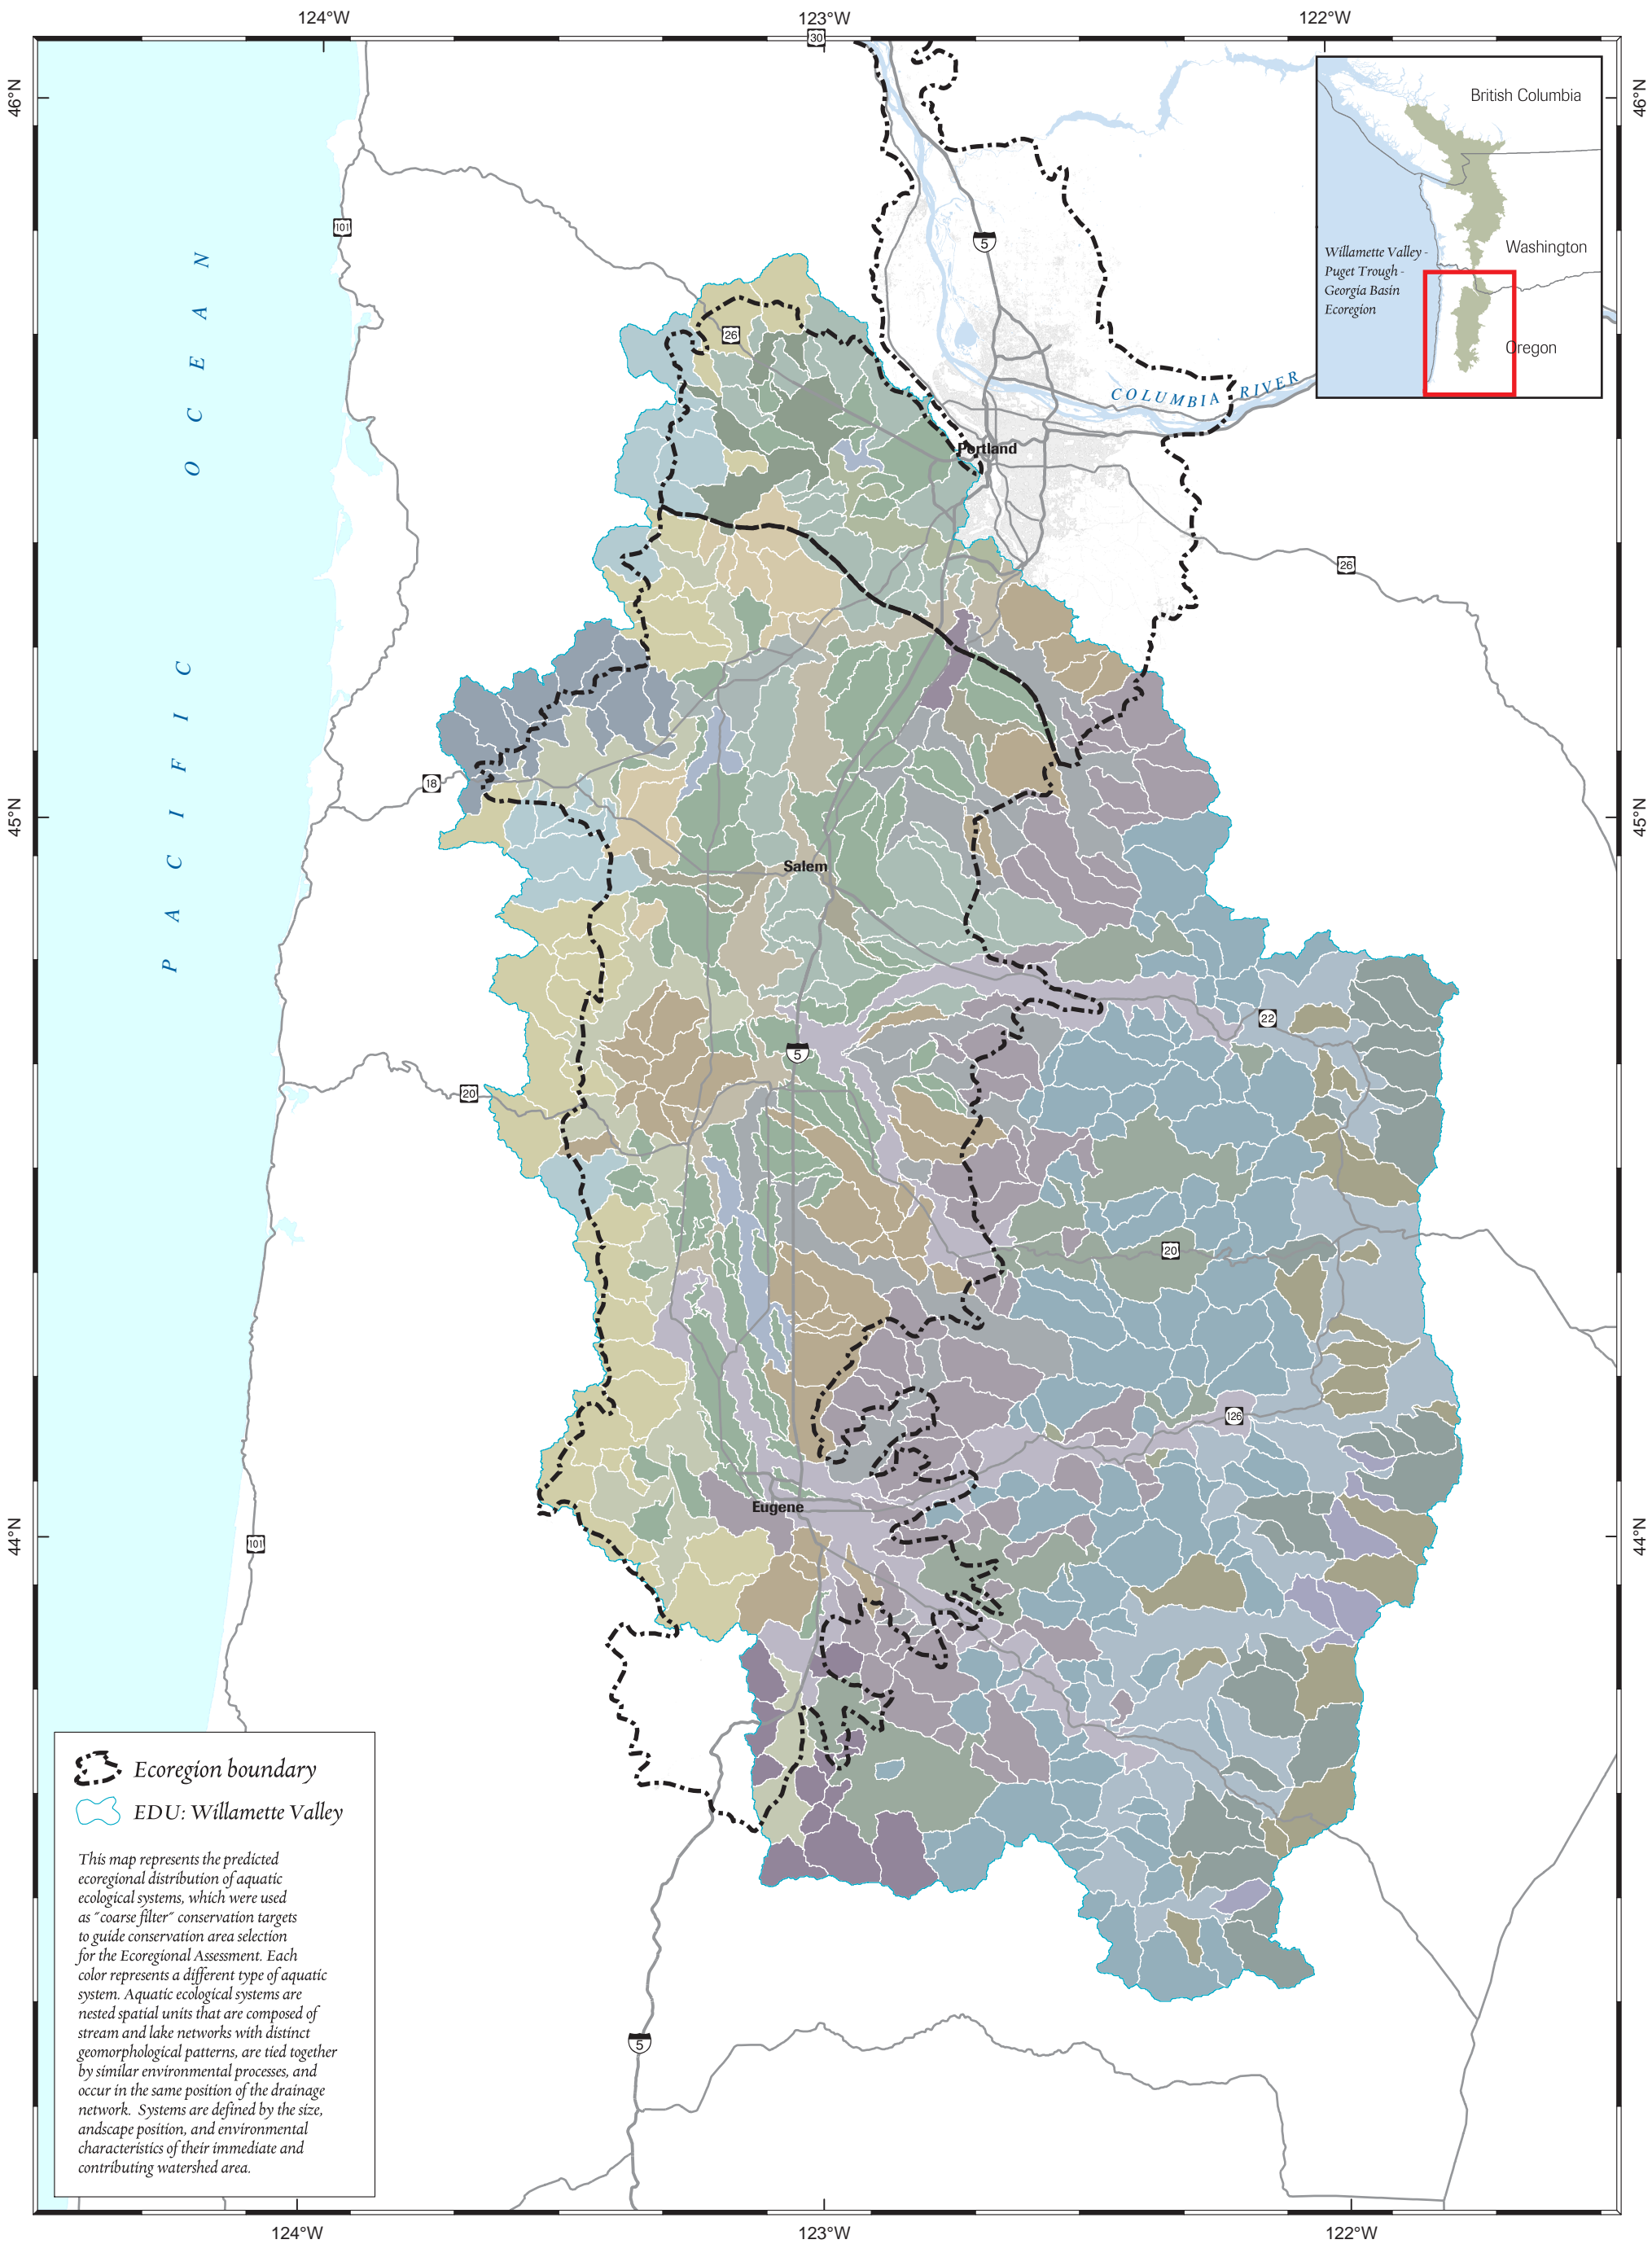 124°W
123°W
122°W
46°N
46°N
30
British Columbia
Washington
Willamette Valley -
Puget Trough -
Georgia Basin
Ecoregion
Oregon
101
5
26
COLUMBIA RIVER
Portland
26
PACIFIC OCEAN
18
45°N
45°N
Salem
22
5
20
20
126
Eugene
44°N
44°N
101
Ecoregion boundary
EDU: Willamette Valley
This map represents the predicted
ecoregional distribution of aquatic
ecological systems, which were used
as "coarse filter" conservation targets
to guide conservation area selection
for the Ecoregional Assessment. Each
color represents a different type of aquatic
system. Aquatic ecological systems are
nested spatial units that are composed of
stream and lake networks with distinct
geomorphological patterns, are tied together
by similar environmental processes, and
occur in the same position of the drainage
network. Systems are defined by the size,
andscape position, and environmental
characteristics of their immediate and
contributing watershed area.
5
124°W
123°W
122°W